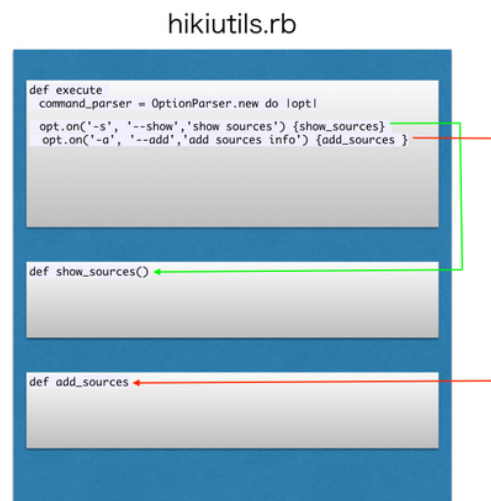 hikiutils.rb
def execute
command_parser = OptionParser.new do |opt|
opt.on('-s', '--show','show sources') {show_sources}
opt.on('-a', '--add','add sources info') {add_sources }
def show_sources()
def add_sources